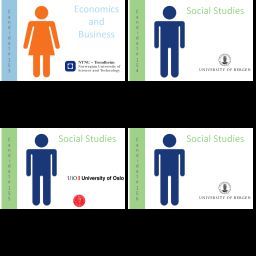 Economics
and
Business
NTNU – Trondheim
Norwegian University of
Science and Technology
Social Studies
UNIVERSITY OF BERGEN
Social Studies
UiO University of Oslo
Social Studies
UNIVERSITY OF BERGEN